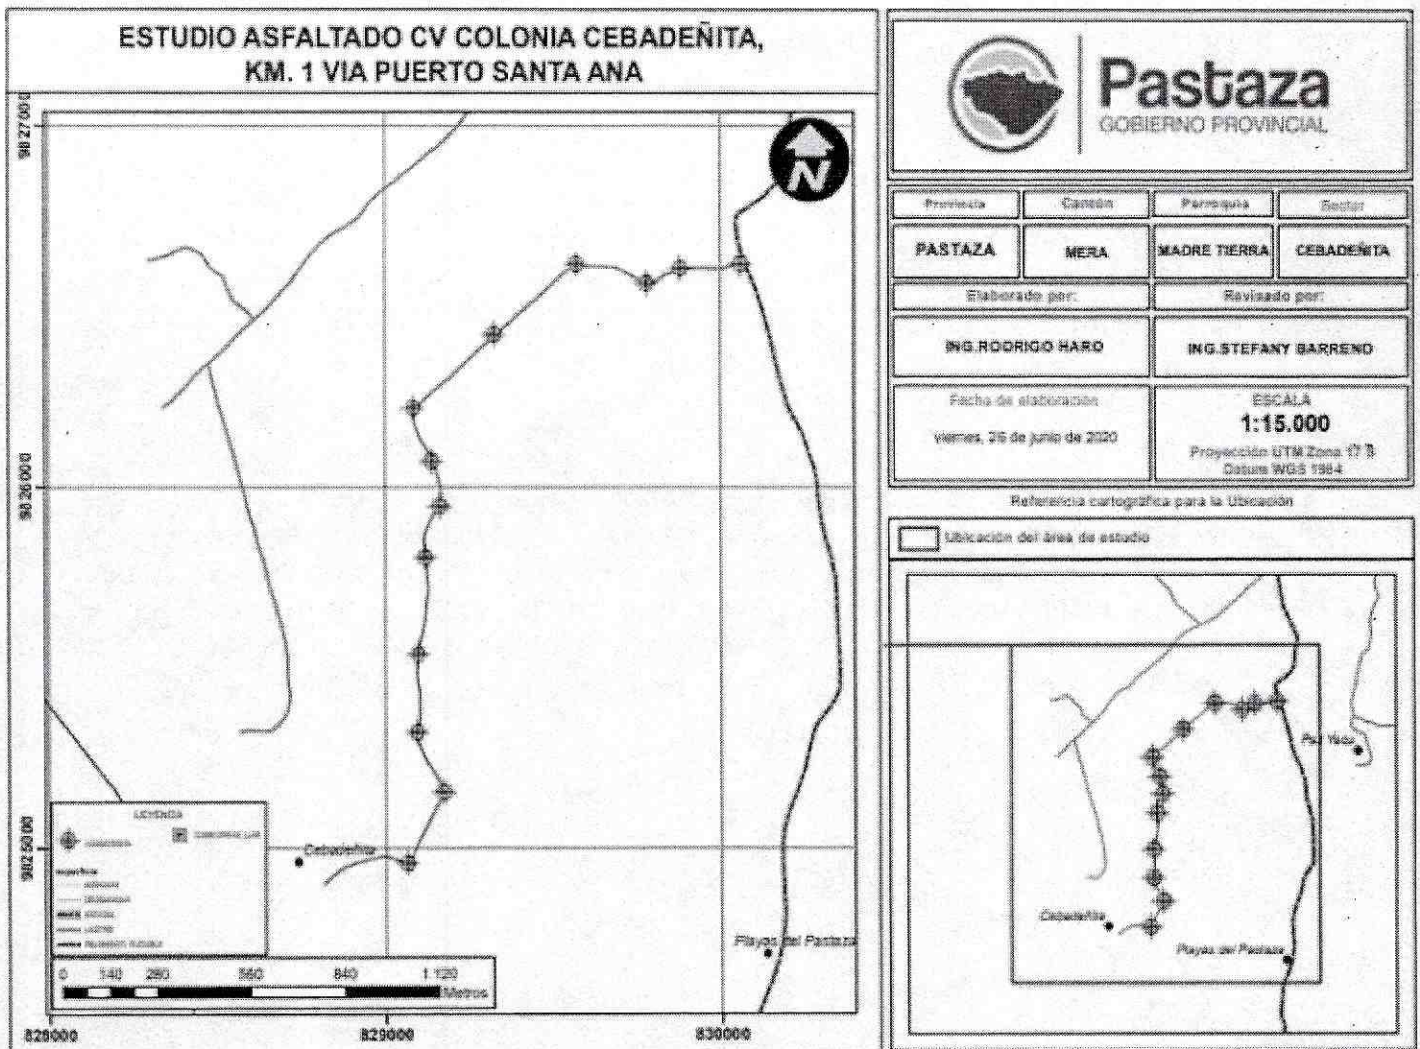 ESTUDIO ASFALTADO CV COLONIA CEBADEÑITA,
KM. 1 VIA PUERTO SANTA ANA
9827000
9826000
9825000
828000
829000
830000
N
Cebadeñita
Playas del Pastaza
LEYENDA
0 140 280 560 840 1.120
Metros
Pastaza
GOBIERNO PROVINCIAL
Provincia Cantón Parroquia Sector
PASTAZA MERA MADRE TIERRA CEBADEÑITA
Elaborado por: Revisado por:
ING.RODRIGO HARO ING.STEFANY BARRENO
Fecha de elaboración
viernes, 26 de junio de 2020
ESCALA
1:15.000
Proyección UTM Zona 17 S
Datum WGS 1984
Referencia cartográfica para la Ubicación
Ubicación del área de estudio
Cebadeñita
Playas del Pastaza